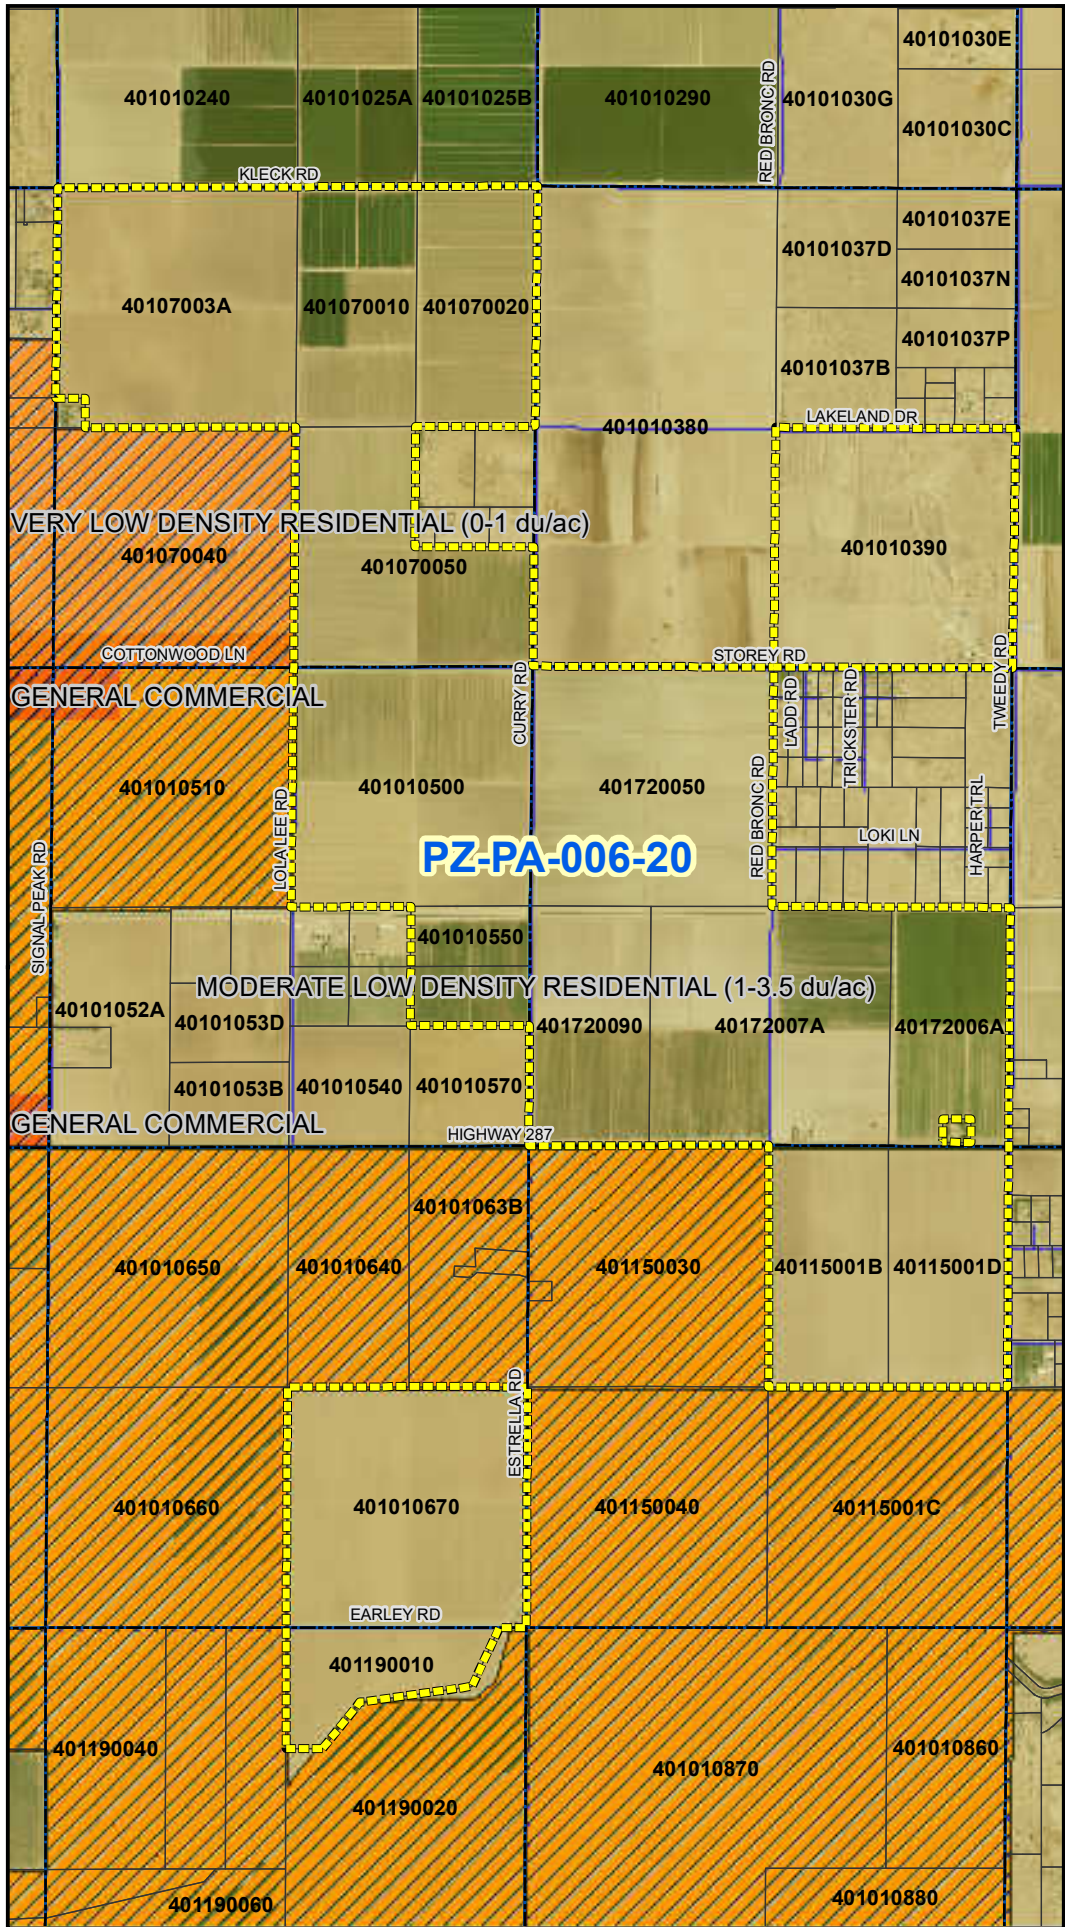 40101030E
401010240
40101025A
40101025B
401010290
RED BRONC RD
40101030G
40101030C
KLECK RD
40101037E
40101037D
40101037N
40107003A
401070010
401070020
40101037P
40101037B
LAKELAND DR
401010380
VERY LOW DENSITY RESIDENTIAL (0-1 du/ac)
401070040
401070050
401010390
COTTONWOOD LN
STOREY RD
TWEEDY RD
GENERAL COMMERCIAL
CURRY RD
LADD RD
TRICKSTER RD
401010510
401010500
401720050
LOLA LEE RD
RED BRONC RD
LOKI LN
HARPER TRL
PZ-PA-006-20
SIGNAL PEAK RD
401010550
MODERATE LOW DENSITY RESIDENTIAL (1-3.5 du/ac)
40101052A
40101053D
401720090
40172007A
40172006A
40101053B
401010540
401010570
GENERAL COMMERCIAL
HIGHWAY 287
40101063B
401010650
401010640
401150030
40115001B
40115001D
ESTRELLA RD
401010660
401010670
401150040
40115001C
EARLEY RD
401190010
401190040
401010860
401010870
401190020
401190060
401010880